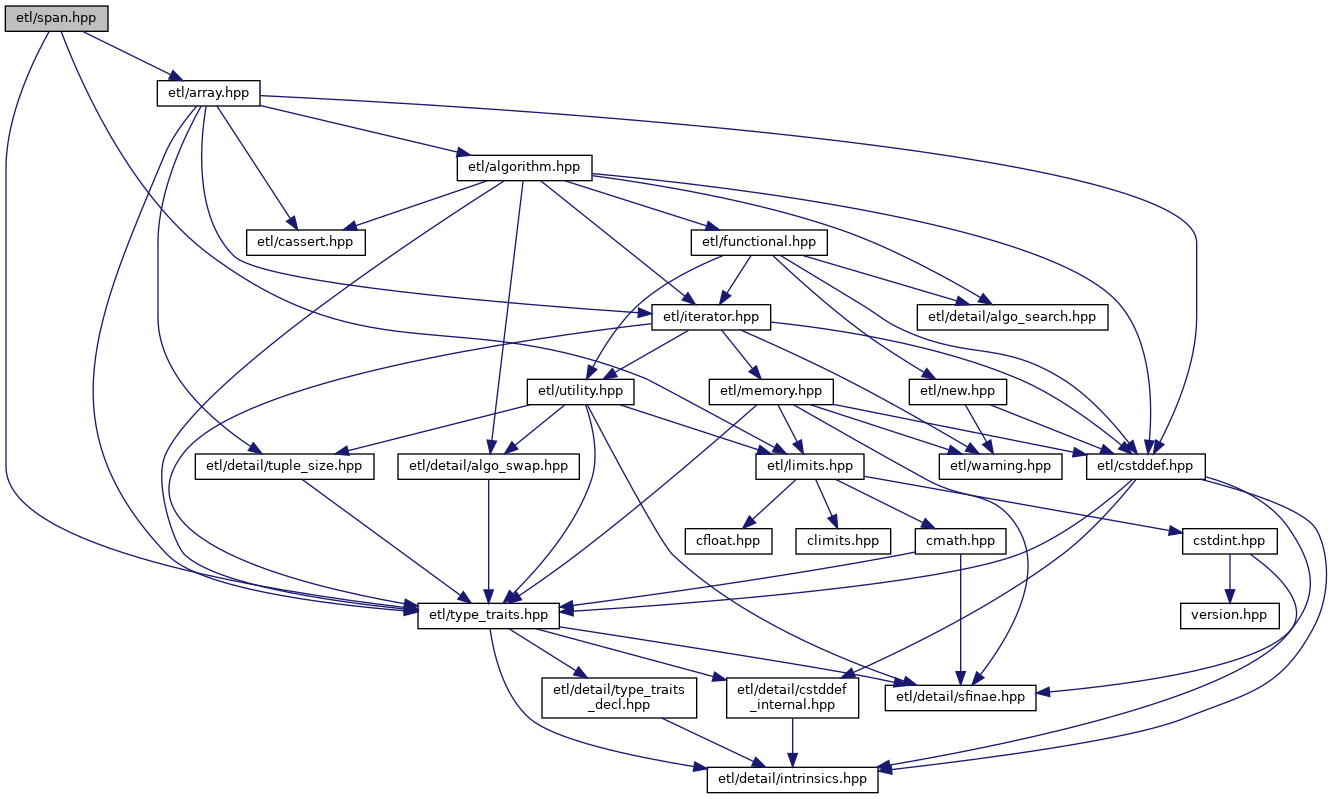 etl/span.hpp
etl/array.hpp
etl/algorithm.hpp
etl/cassert.hpp
etl/functional.hpp
etl/iterator.hpp
etl/detail/algo_search.hpp
etl/utility.hpp
etl/memory.hpp
etl/new.hpp
etl/detail/tuple_size.hpp
etl/detail/algo_swap.hpp
etl/limits.hpp
etl/warning.hpp
etl/cstddef.hpp
cfloat.hpp
climits.hpp
cmath.hpp
cstdint.hpp
etl/type_traits.hpp
version.hpp
etl/detail/type_traits
_decl.hpp
etl/detail/cstddef
_internal.hpp
etl/detail/sfinae.hpp
etl/detail/intrinsics.hpp